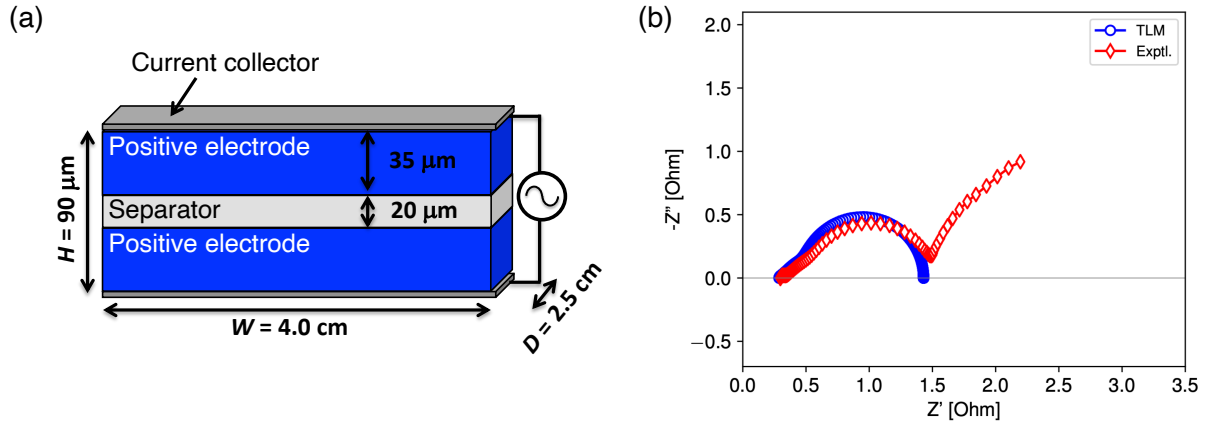 (a)
Current collector
Positive electrode
35 μm
Separator
20 μm
Positive electrode
H = 90 μm
W = 4.0 cm
D = 2.5 cm
(b)
TLM
Exptl.
2.0
1.5
1.0
0.5
0.0
−0.5
-Z" [Ohm]
0.0 0.5 1.0 1.5 2.0 2.5 3.0 3.5
Z' [Ohm]